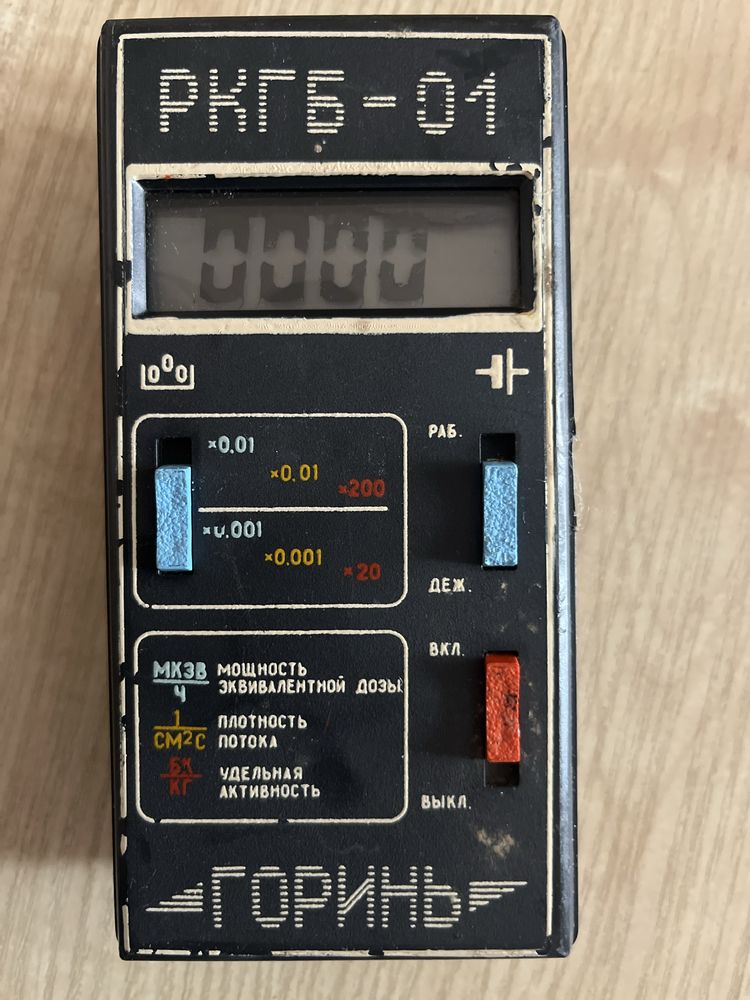 РКГБ-01
0000
×0.01
×0.01
×200
РАБ.
×0.001
×0.001
×20
ДЕЖ.
ВКЛ.
МКЗВ/Ч МОЩНОСТЬ
ЭКВИВАЛЕНТНОЙ ДОЗЫ
1/СМ²С ПЛОТНОСТЬ
ПОТОКА
БК/КГ УДЕЛЬНАЯ
АКТИВНОСТЬ
ВЫКЛ.
ГОРИНЬ